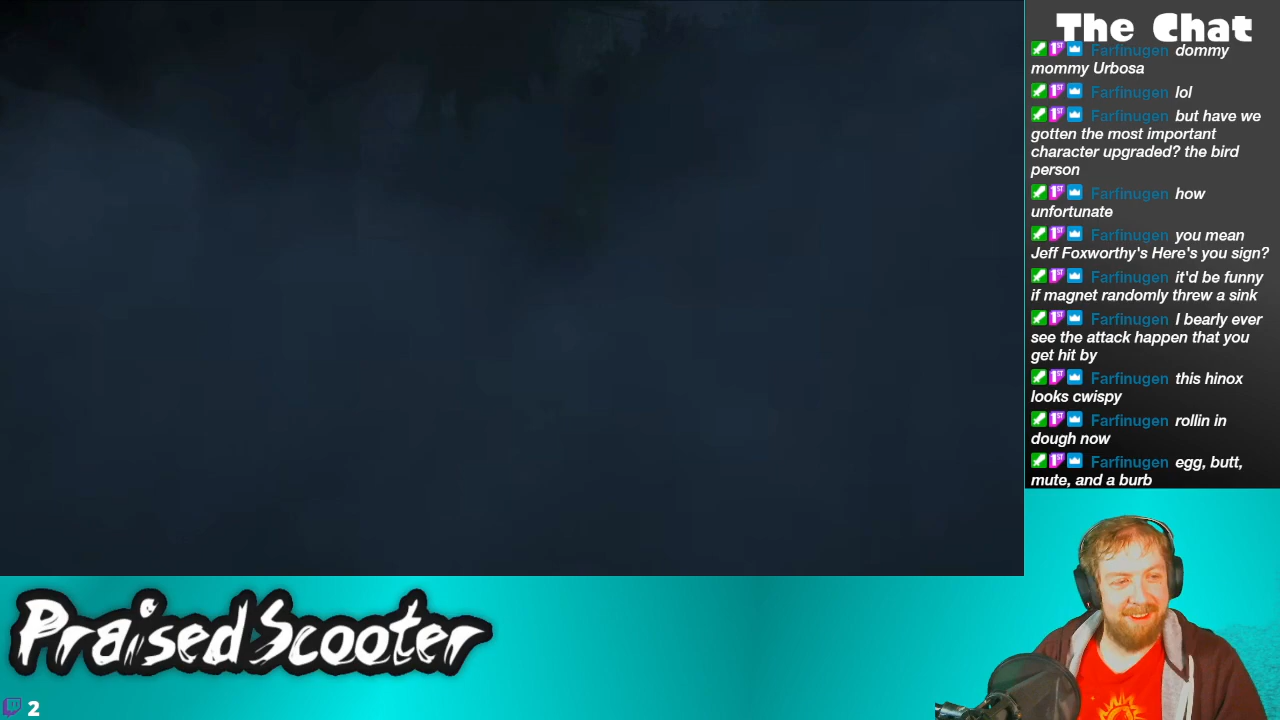 The Chat
Farfinugen dommy
mommy Urbosa
Farfinugen lol
Farfinugen but have we
gotten the most important
character upgraded? the bird
person
Farfinugen how
unfortunate
Farfinugen you mean
Jeff Foxworthy's Here's you sign?
Farfinugen it'd be funny
if magnet randomly threw a sink
Farfinugen I bearly ever
see the attack happen that you
get hit by
Farfinugen this hinox
looks cwispy
Farfinugen rollin in
dough now
Farfinugen egg, butt,
mute, and a burb
Praised Scooter
2